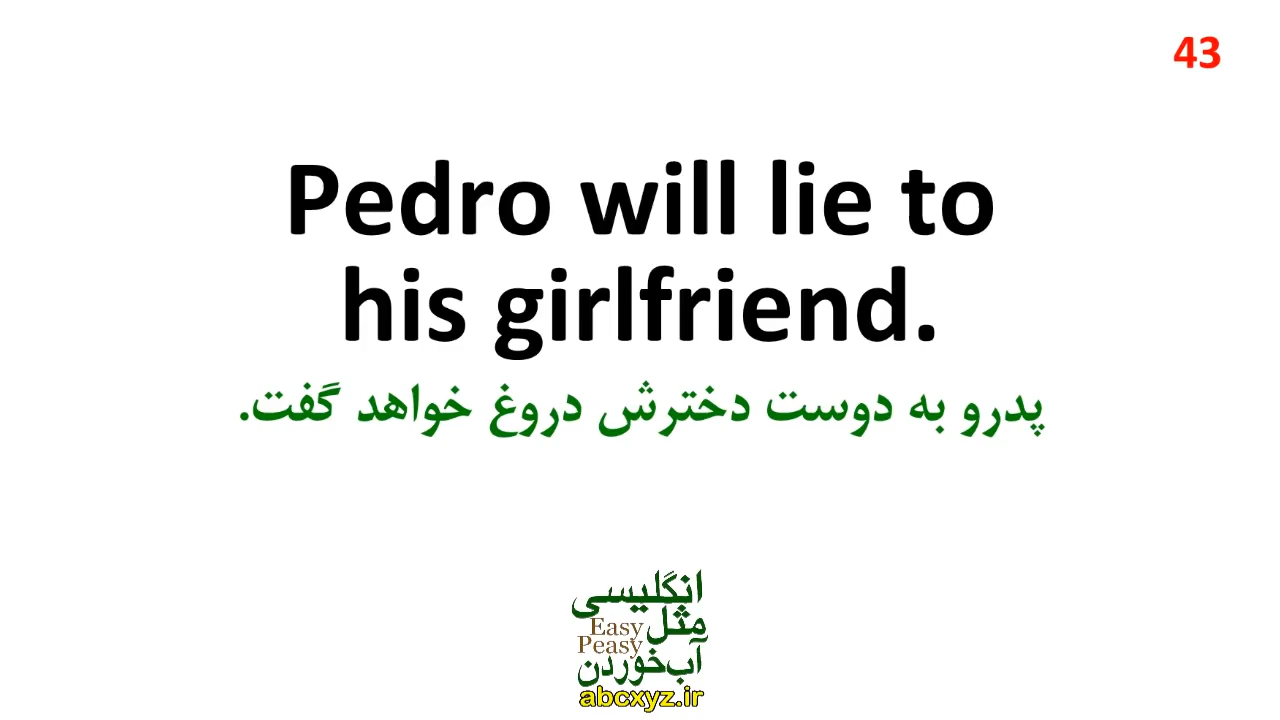 43
Pedro will lie to
his girlfriend.
پدرو به دوست دخترش دروغ خواهد گفت.
انگلیسی
مثل
Easy
Peasy
آب‌خوردن
abcxyz.ir